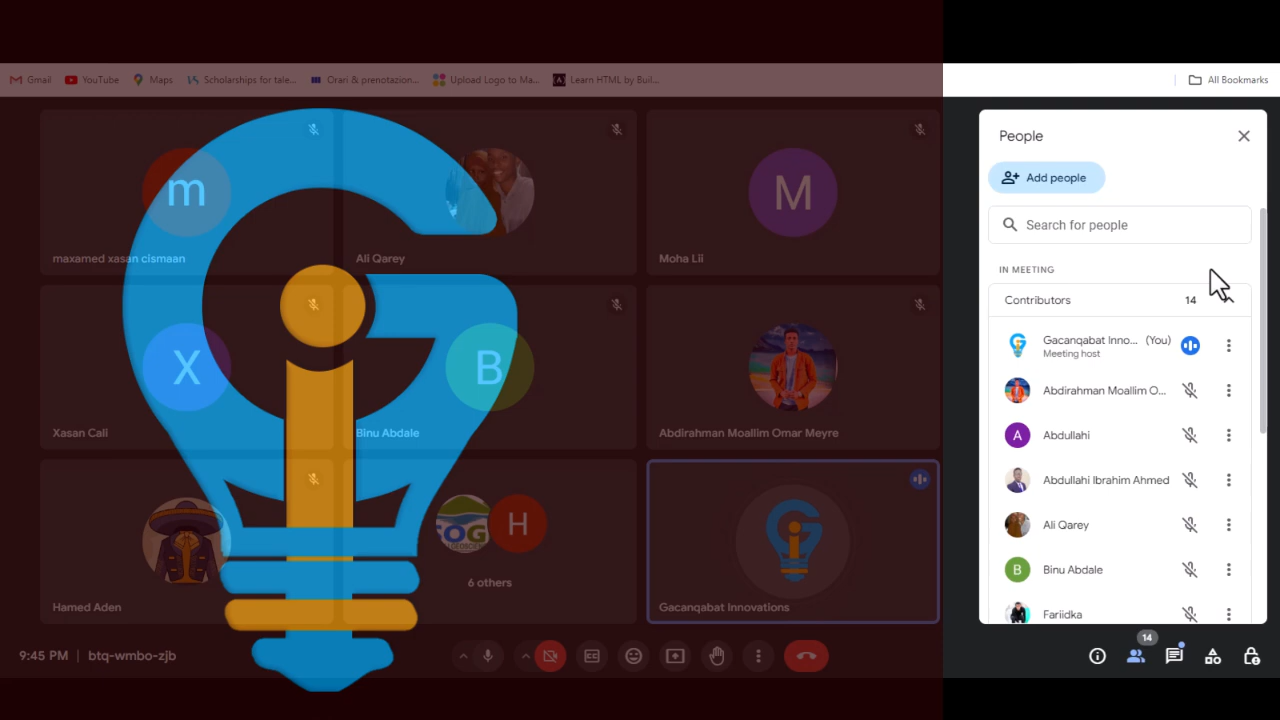 Gmail
YouTube
Maps
Scholarships for tale...
Orari & prenotazion...
Upload Logo to Ma...
Learn HTML by Buil...
All Bookmarks
m
maxamed xasan cismaan
Ali Qarey
M
Moha Lii
X
Xasan Cali
B
Binu Abdale
Abdirahman Moallim Omar Meyre
Hamed Aden
OG
H
6 others
Gacanqabat Innovations
People
Add people
Search for people
IN MEETING
Contributors 14
Gacanqabat Inno... (You)
Meeting host
Abdirahman Moallim O...
A Abdullahi
Abdullahi Ibrahim Ahmed
Ali Qarey
B Binu Abdale
Fariidka
9:45 PM | btq-wmbo-zjb
CC
14